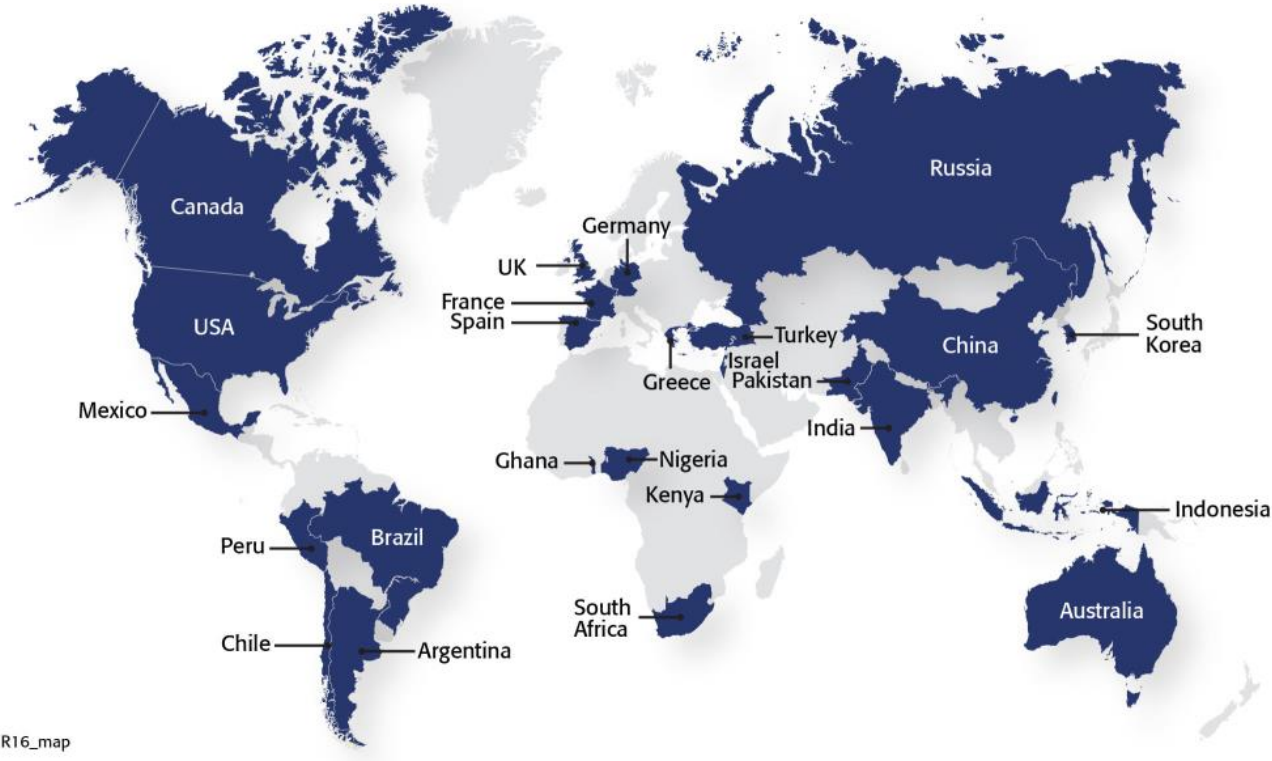 Russia
Canada
Germany
UK
France
Spain
USA
South
Korea
Turkey
China
Israel
Greece
Pakistan
Mexico
India
Ghana
Nigeria
Kenya
Indonesia
Peru
Brazil
South
Africa
Australia
Chile
Argentina
R16_map